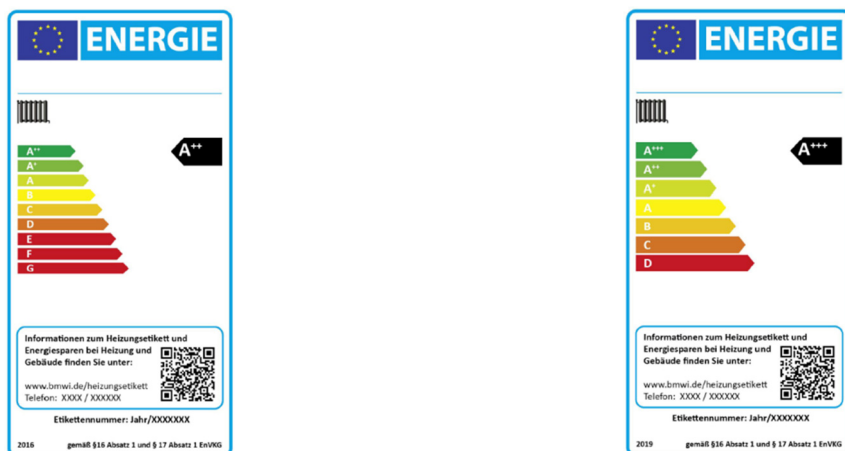 ENERGIE
A++
A++
A+
A
B
C
D
E
F
G
Informationen zum Heizungsetikett und
Energiesparen bei Heizung und
Gebäude finden Sie unter:
www.bmwi.de/heizungsetikett
Telefon: XXXX / XXXXXX
Etikettennummer: Jahr/XXXXXXX
2016 gemäß §16 Absatz 1 und § 17 Absatz 1 EnVKG
ENERGIE
A+++
A+++
A++
A+
A
B
C
D
Informationen zum Heizungsetikett und
Energiesparen bei Heizung und
Gebäude finden Sie unter:
www.bmwi.de/heizungsetikett
Telefon: XXXX / XXXXXX
Etikettennummer: Jahr/XXXXXXX
2019 gemäß §16 Absatz 1 und § 17 Absatz 1 EnVKG